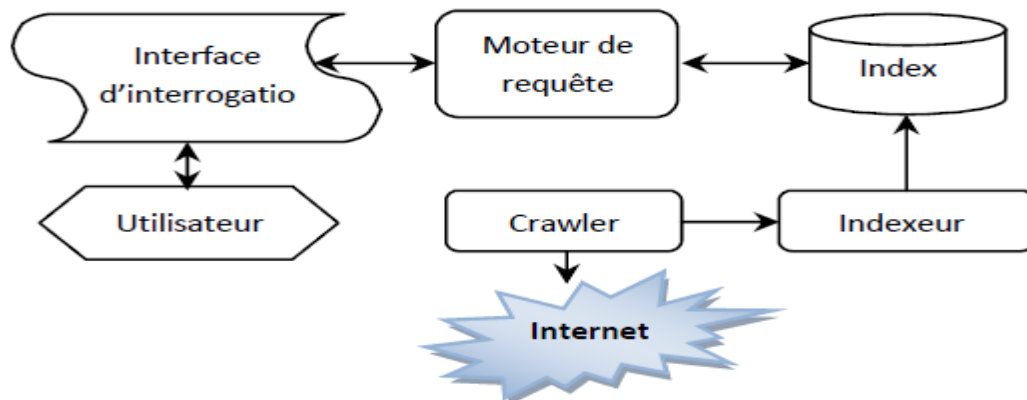 Interface
d'interrogatio
Moteur de
requête
Index
Utilisateur
Crawler
Indexeur
Internet